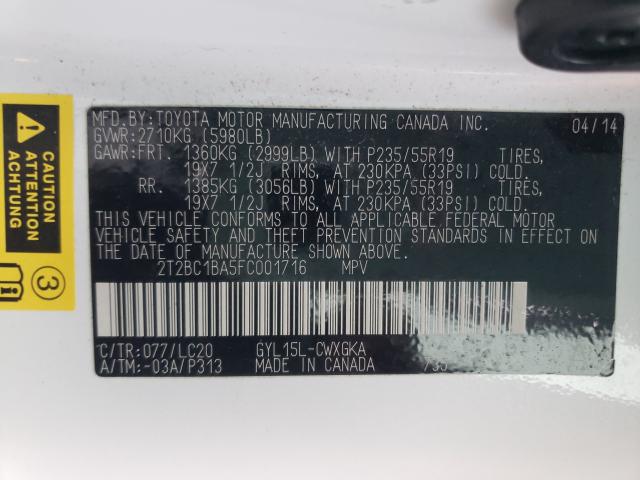 MFD.BY:TOYOTA MOTOR MANUFACTURING CANADA INC. 04/14
GVWR:2710KG (5980LB)
GAWR:FRT. 1360KG (2999LB) WITH P235/55R19 TIRES,
19X7 1/2J RIMS, AT 230KPA (33PSI) COLD.
RR. 1385KG (3056LB) WITH P235/55R19 TIRES,
19X7 1/2J RIMS, AT 230KPA (33PSI) COLD.
THIS VEHICLE CONFORMS TO ALL APPLICABLE FEDERAL MOTOR
VEHICLE SAFETY AND THEFT PREVENTION STANDARDS IN EFFECT ON
THE DATE OF MANUFACTURE SHOWN ABOVE.
2T2BC1BA5FC001716 MPV
C/TR:077/LC20 GYL15L-CWXGKA
A/TM:-03A/P313 MADE IN CANADA
CAUTION
3